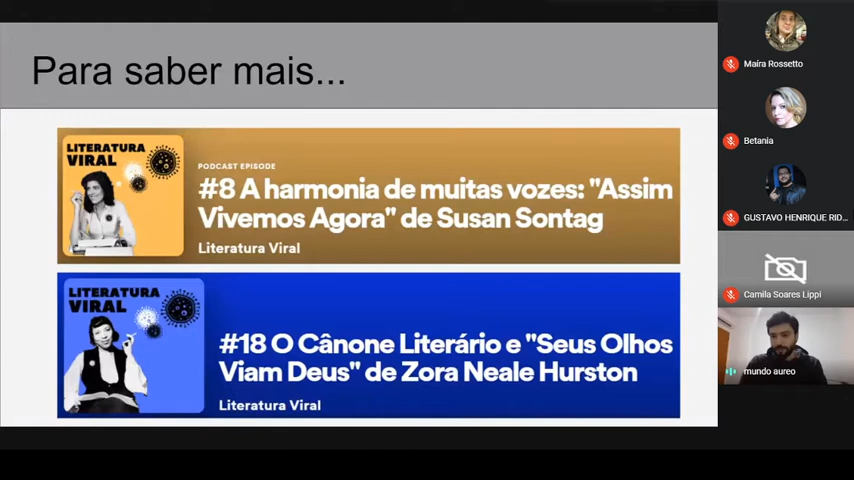 Para saber mais...
LITERATURA
VIRAL
PODCAST EPISODE
#8 A harmonia de muitas vozes: "Assim
Vivemos Agora" de Susan Sontag
Literatura Viral
LITERATURA
VIRAL
#18 O Cânone Literário e "Seus Olhos
Viam Deus" de Zora Neale Hurston
Literatura Viral
Maíra Rossetto
Betania
GUSTAVO HENRIQUE RID...
Camila Soares Lippi
mundo aureo